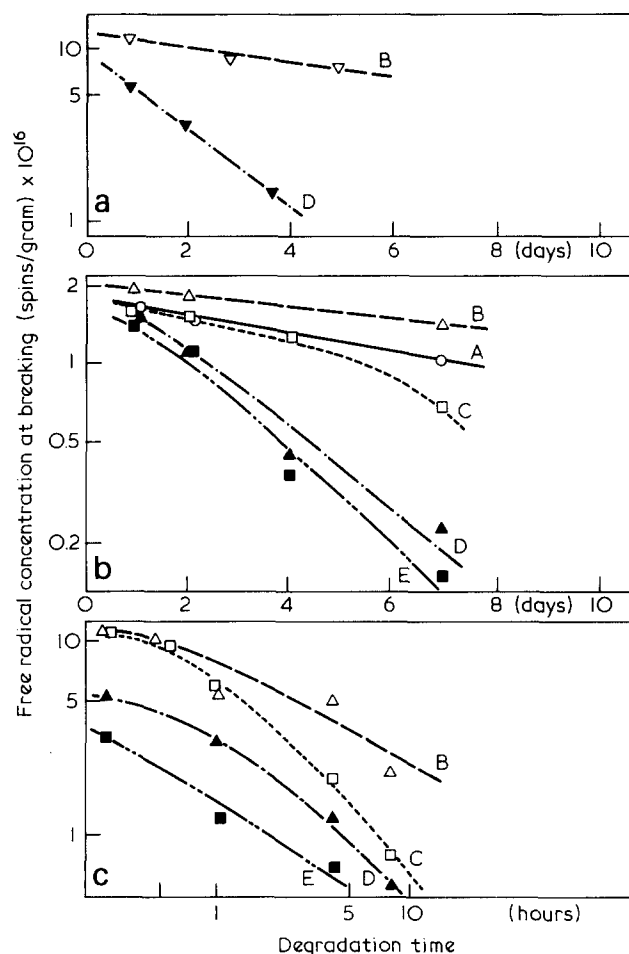 Free radical concentration at breaking (spins/gram) x 10^16
10
5
1
B
D
a
0 2 4 6 8 (days) 10
2
1
0.5
0.2
B
A
C
D
E
b
0 2 4 6 8 (days) 10
10
5
1
B
C
D
E
c
1 5 10 (hours)
Degradation time